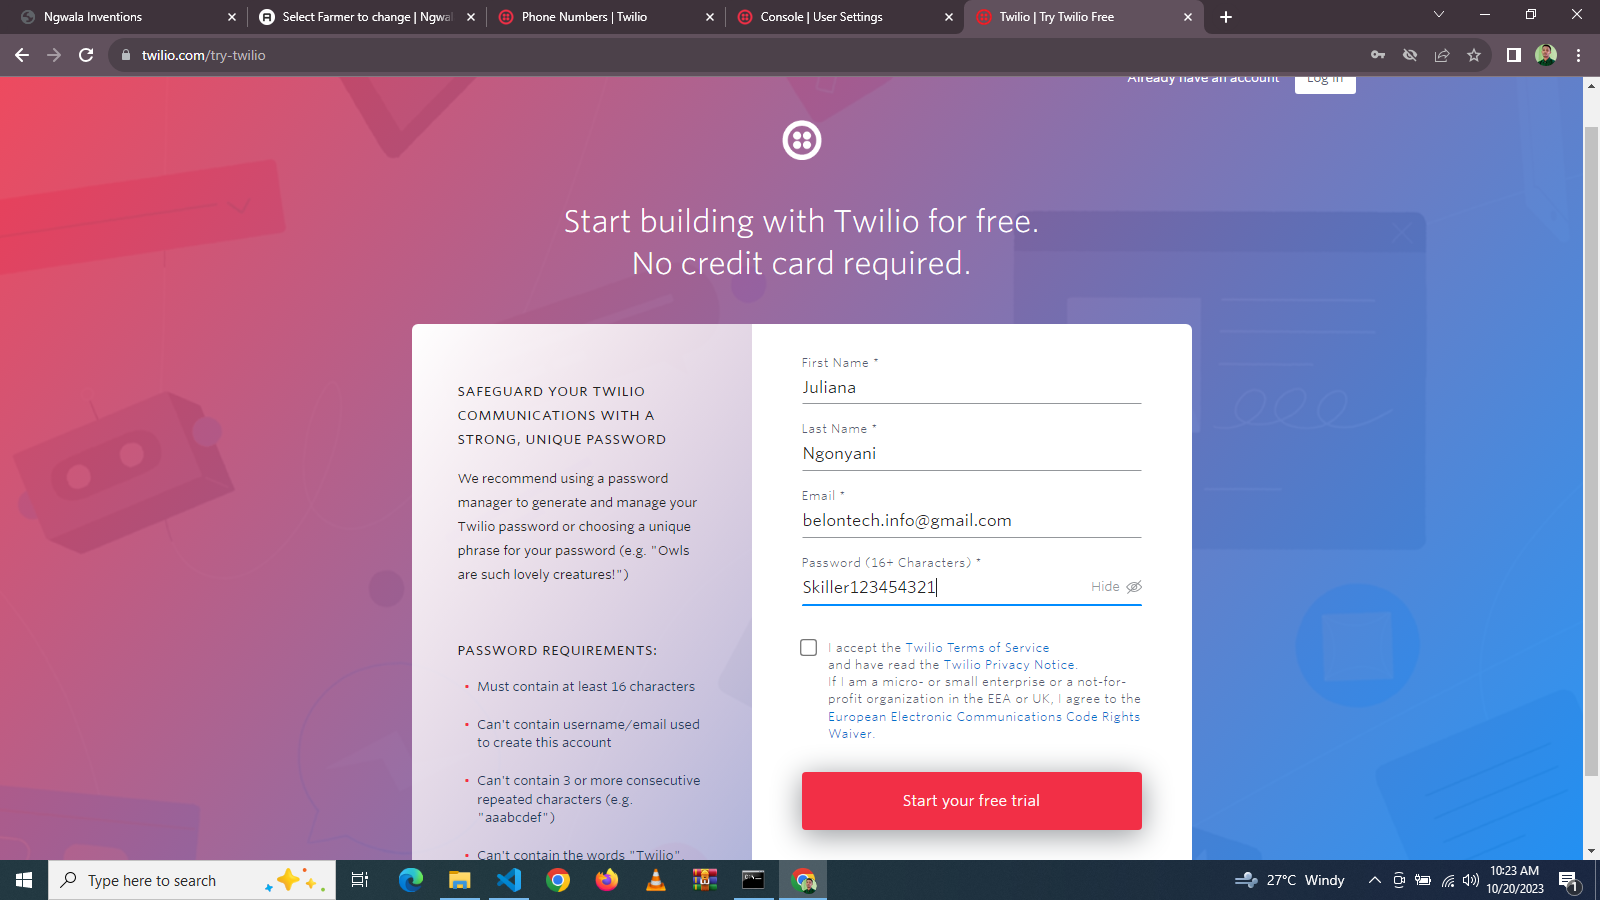 Ngwala Inventions
Select Farmer to change | Ngwal
Phone Numbers | Twilio
Console | User Settings
Twilio | Try Twilio Free
twilio.com/try-twilio
Already have an account
Log in
Start building with Twilio for free.
No credit card required.
SAFEGUARD YOUR TWILIO
COMMUNICATIONS WITH A
STRONG, UNIQUE PASSWORD
We recommend using a password
manager to generate and manage your
Twilio password or choosing a unique
phrase for your password (e.g. "Owls
are such lovely creatures!")
PASSWORD REQUIREMENTS:
• Must contain at least 16 characters
• Can't contain username/email used
to create this account
• Can't contain 3 or more consecutive
repeated characters (e.g.
"aaabcdef")
• Can't contain the words "Twilio",
First Name *
Juliana
Last Name *
Ngonyani
Email *
belontech.info@gmail.com
Password (16+ Characters) *
Skiller123454321
Hide
I accept the Twilio Terms of Service
and have read the Twilio Privacy Notice.
If I am a micro- or small enterprise or a not-for-
profit organization in the EEA or UK, I agree to the
European Electronic Communications Code Rights
Waiver.
Start your free trial
Type here to search
27°C Windy
10:23 AM
10/20/2023
1